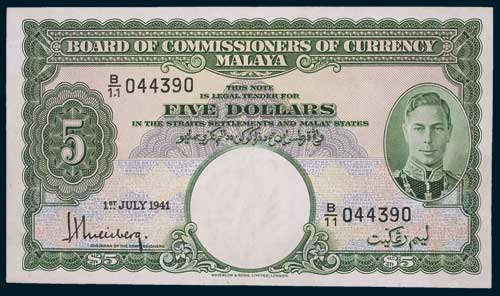 BOARD OF COMMISSIONERS OF CURRENCY
MALAYA
B/11 044390
THIS NOTE
IS LEGAL TENDER FOR
FIVE DOLLARS
IN THE STRAITS SETTLEMENTS AND MALAY STATES
5
1ST JULY 1941
B/11 044390
CHAIRMAN OF THE COMMISSIONERS
ليم رڠݢيت
$5
WATERLOW & SONS LIMITED, LONDON.
$5